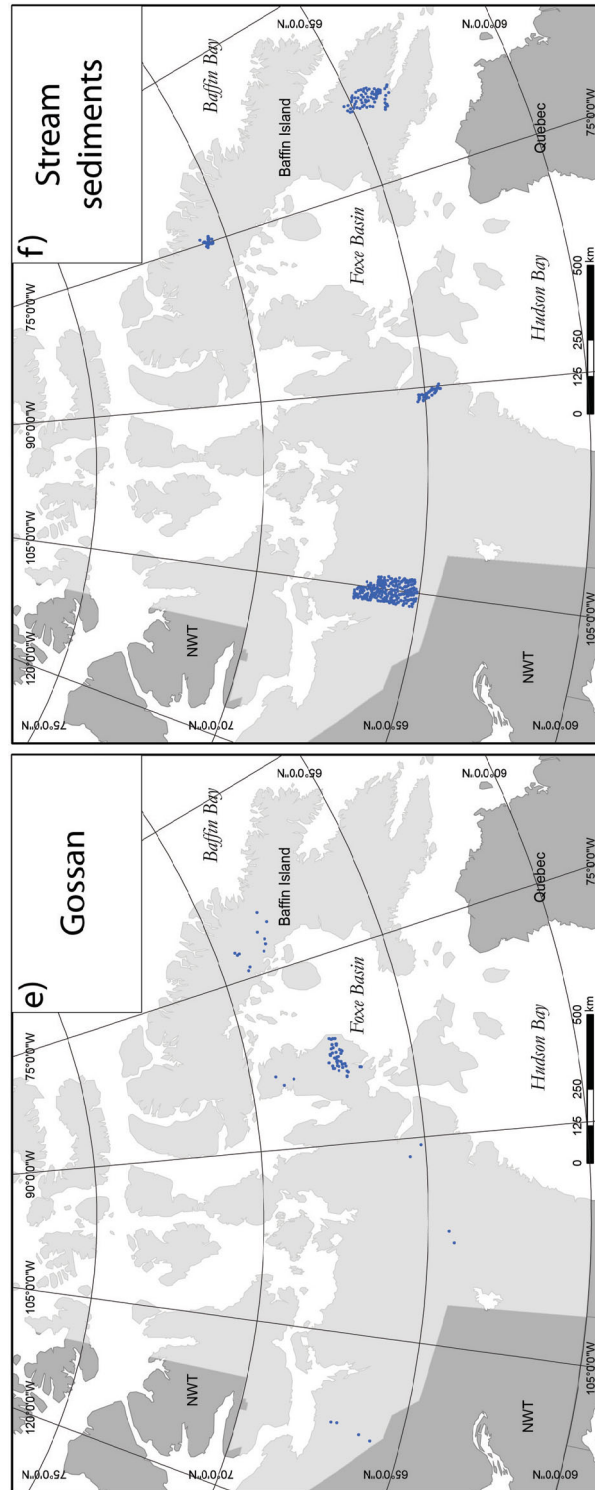 e)
Gossan
120°0'0"W
105°0'0"W
90°0'0"W
75°0'0"W
Baffin Bay
75°0'0"N
NWT
70°0'0"N
Baffin Island
65°0'0"N
Foxe Basin
65°0'0"N
60°0'0"N
Hudson Bay
Quebec
NWT
60°0'0"N
105°0'0"W
0 125 250 500
km
75°0'0"W
f)
Stream
sediments
120°0'0"W
105°0'0"W
90°0'0"W
75°0'0"W
Baffin Bay
75°0'0"N
NWT
70°0'0"N
Baffin Island
65°0'0"N
Foxe Basin
65°0'0"N
60°0'0"N
Hudson Bay
Quebec
NWT
60°0'0"N
105°0'0"W
0 125 250 500
km
75°0'0"W